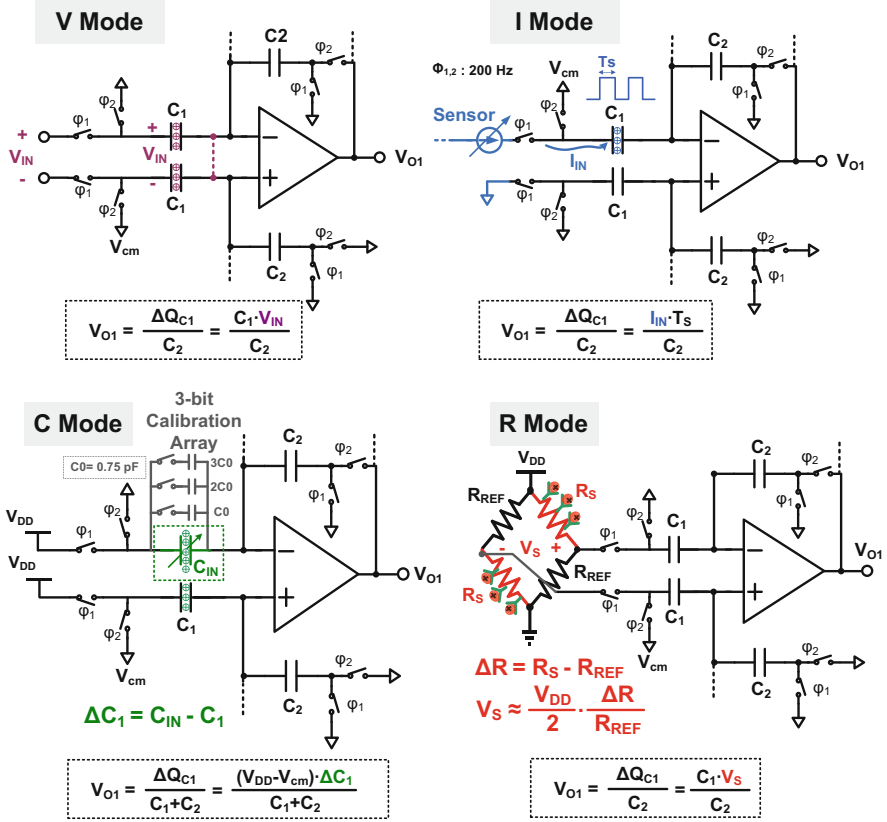 V Mode
C2
φ2
φ1
φ2
φ1
C1
+
VIN
-
+
VIN
-
C1
φ1
φ2
Vcm
−
+
VO1
C2
φ2
φ1
VO1 = ΔQC1 / C2 = C1·VIN / C2
I Mode
Φ1,2 : 200 Hz
Vcm
Ts
C2
φ2
φ1
Sensor
φ1
φ2
C1
IIN
−
+
VO1
φ1
φ2
C1
C2
φ2
φ1
VO1 = ΔQC1 / C2 = IIN·TS / C2
C Mode
3-bit
Calibration
Array
C0= 0.75 pF
3C0
2C0
C0
C2
φ2
φ1
VDD
φ1
φ2
CIN
VDD
φ1
φ2
C1
Vcm
−
+
VO1
C2
φ2
φ1
ΔC1 = CIN - C1
VO1 = ΔQC1 / C1+C2 = (VDD-Vcm)·ΔC1 / C1+C2
R Mode
VDD
RREF
RS
- VS +
RS
RREF
φ1
φ2
C1
C2
φ2
φ1
−
+
VO1
φ1
φ2
C1
Vcm
C2
φ2
φ1
ΔR = RS - RREF
VS ≈ VDD / 2 · ΔR / RREF
VO1 = ΔQC1 / C2 = C1·VS / C2